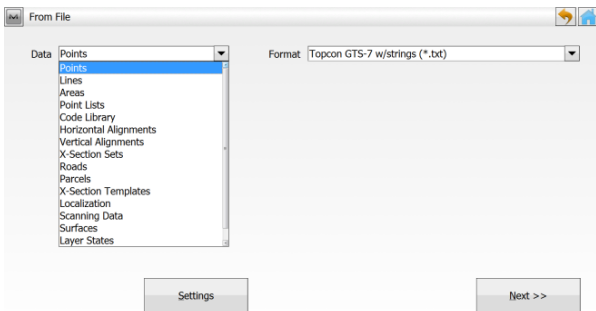 From File
Data Points Format Topcon GTS-7 w/strings (*.txt)
Points
Lines
Areas
Point Lists
Code Library
Horizontal Alignments
Vertical Alignments
X-Section Sets
Roads
Parcels
X-Section Templates
Localization
Scanning Data
Surfaces
Layer States
Settings Next >>